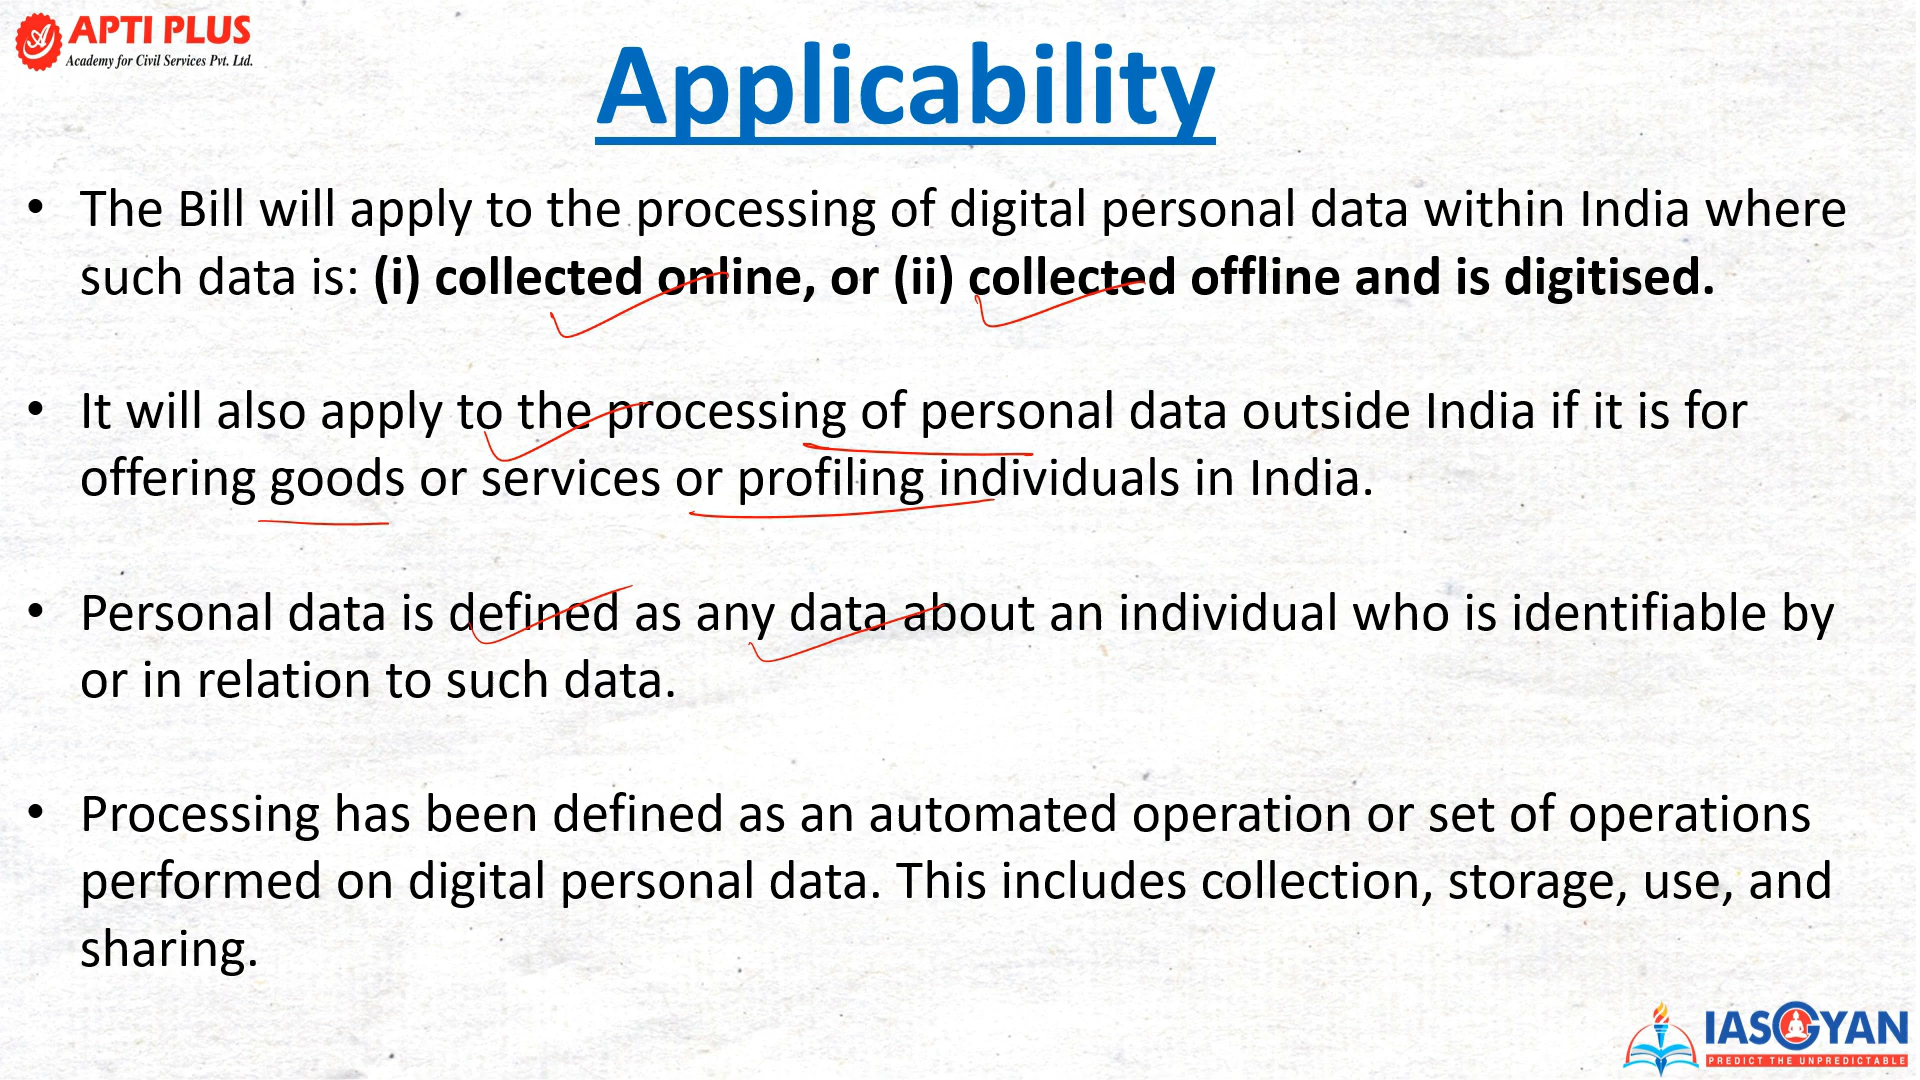 APTI PLUS
Academy for Civil Services Pvt. Ltd.
Applicability
• The Bill will apply to the processing of digital personal data within India where
such data is: (i) collected online, or (ii) collected offline and is digitised.
• It will also apply to the processing of personal data outside India if it is for
offering goods or services or profiling individuals in India.
• Personal data is defined as any data about an individual who is identifiable by
or in relation to such data.
• Processing has been defined as an automated operation or set of operations
performed on digital personal data. This includes collection, storage, use, and
sharing.
IASGYAN
PREDICT THE UNPREDICTABLE